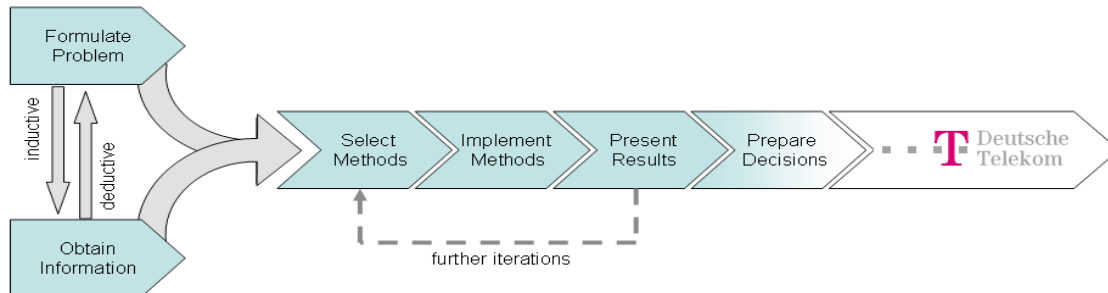 Formulate
Problem
inductive
deductive
Obtain
Information
Select
Methods
Implement
Methods
Present
Results
Prepare
Decisions
T Deutsche
Telekom
further iterations